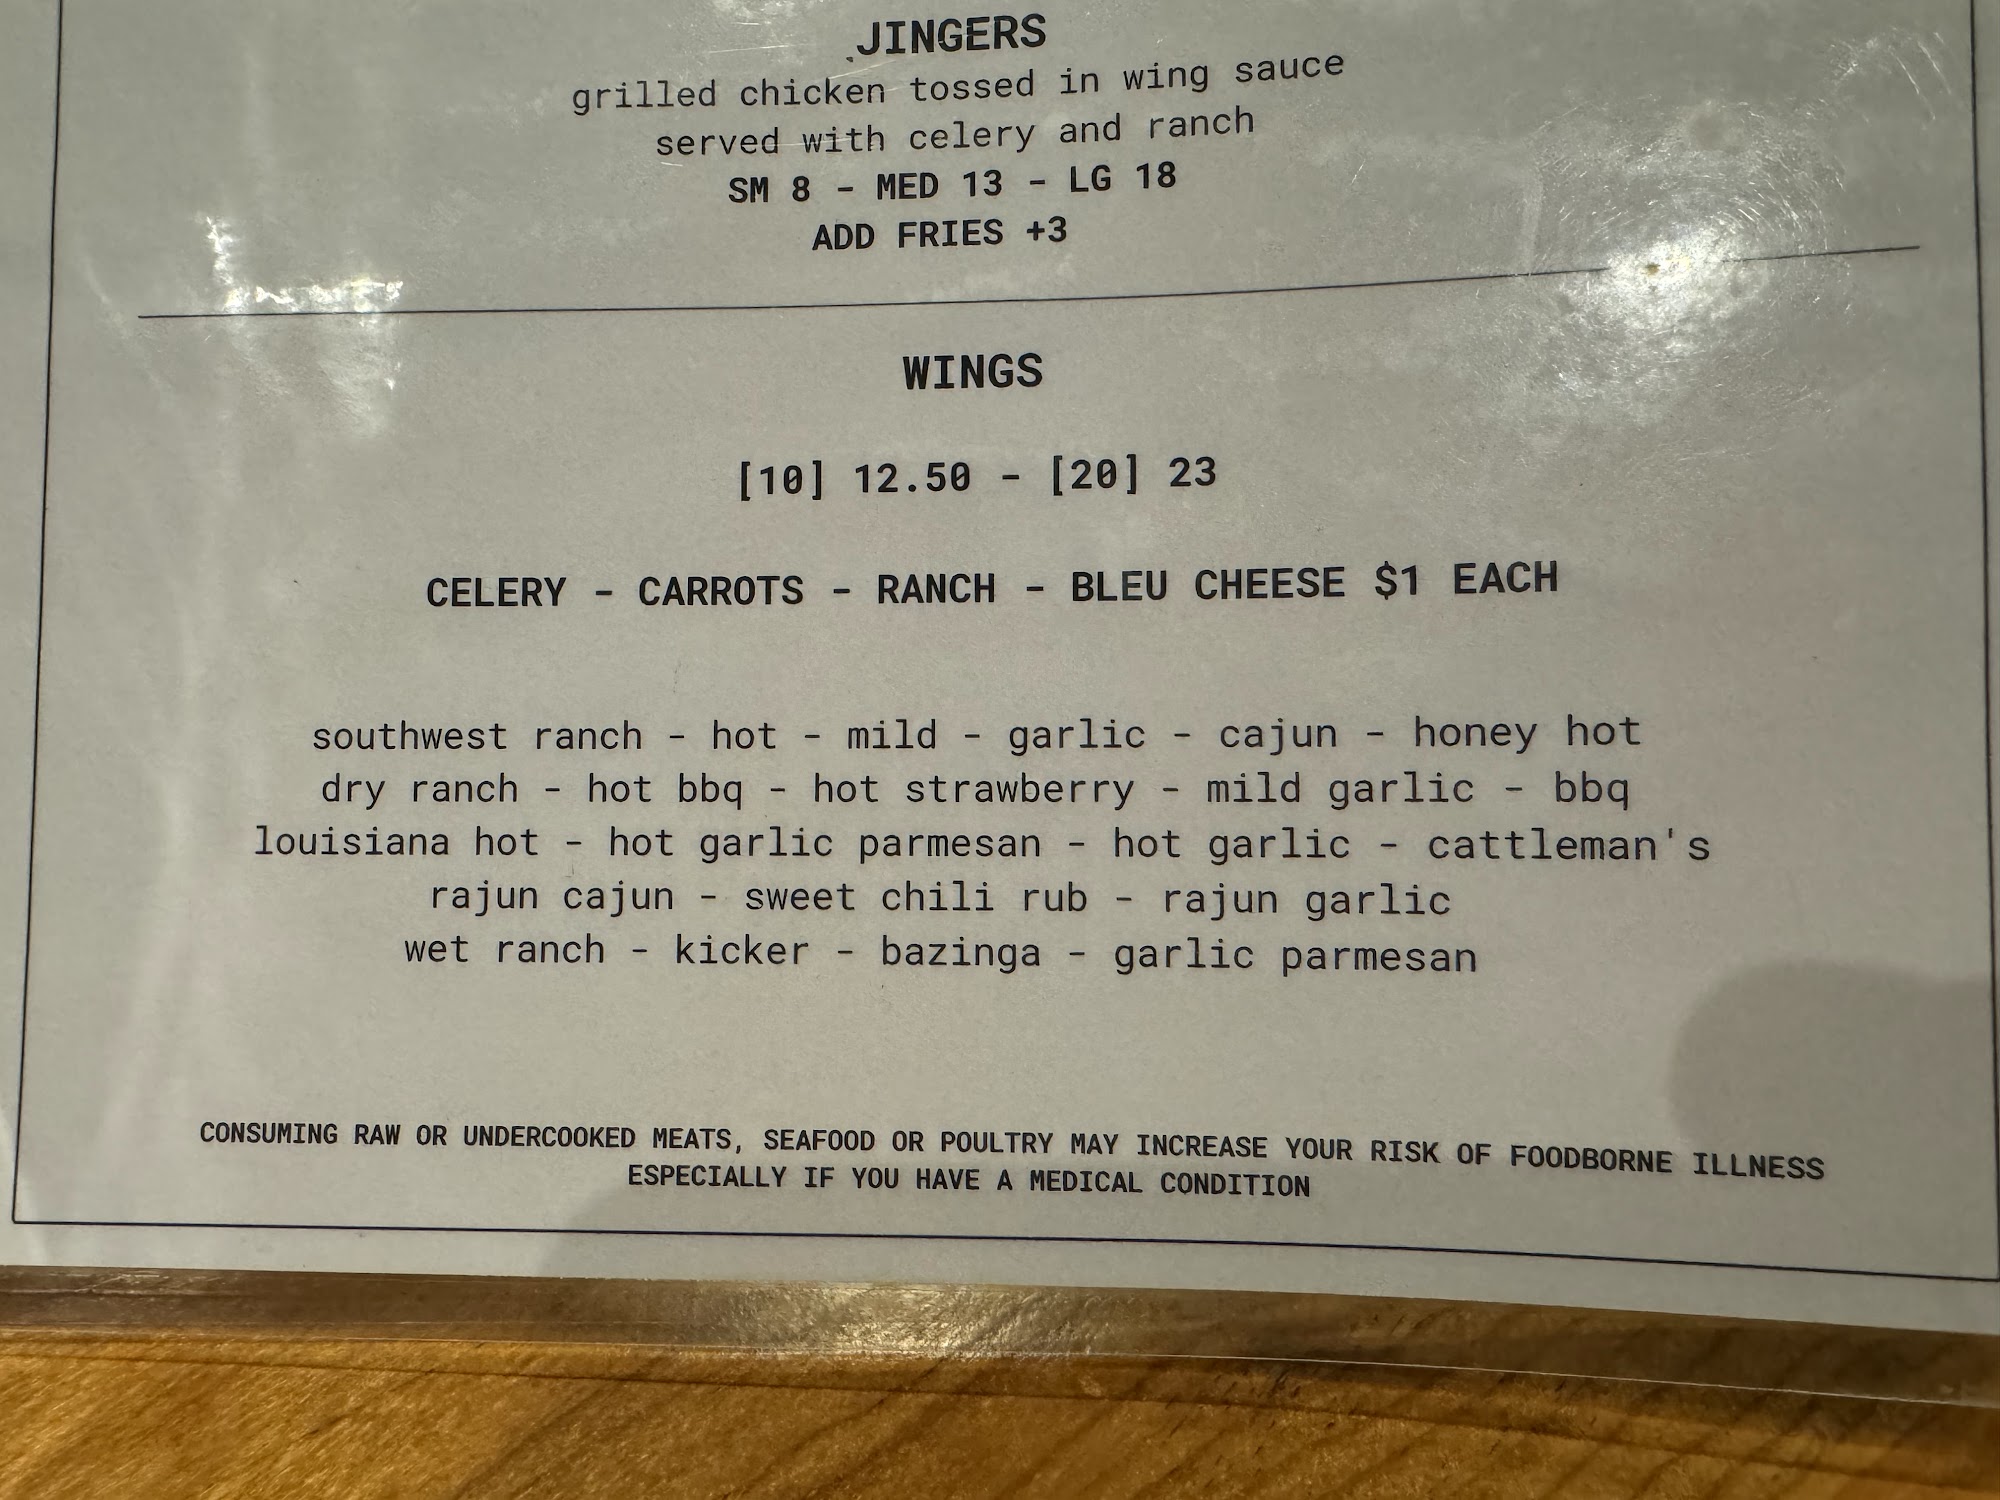 JINGERS
grilled chicken tossed in wing sauce
served with celery and ranch
SM 8 - MED 13 - LG 18
ADD FRIES +3
WINGS
[10] 12.50 - [20] 23
CELERY - CARROTS - RANCH - BLEU CHEESE $1 EACH
southwest ranch - hot - mild - garlic - cajun - honey hot
dry ranch - hot bbq - hot strawberry - mild garlic - bbq
louisiana hot - hot garlic parmesan - hot garlic - cattleman's
rajun cajun - sweet chili rub - rajun garlic
wet ranch - kicker - bazinga - garlic parmesan
CONSUMING RAW OR UNDERCOOKED MEATS, SEAFOOD OR POULTRY MAY INCREASE YOUR RISK OF FOODBORNE ILLNESS
ESPECIALLY IF YOU HAVE A MEDICAL CONDITION